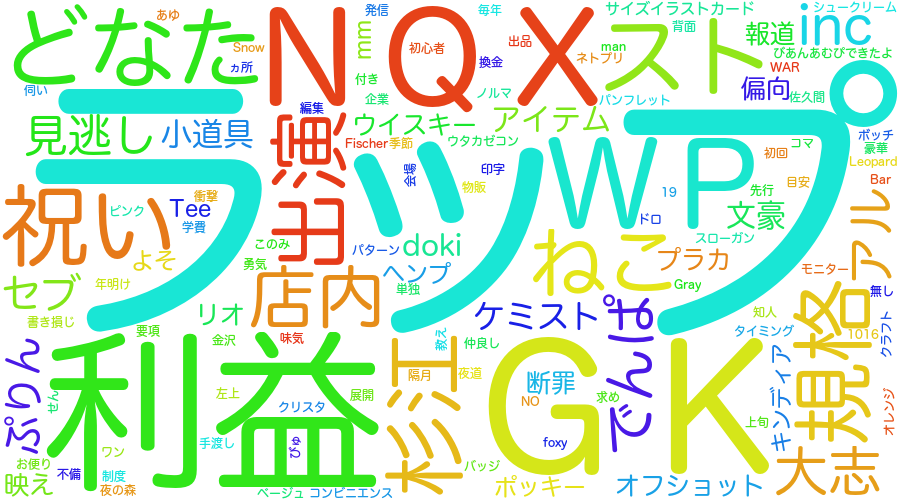 どなた
あゆ
Snow
カ所
伺い
NQX
発信
毎年
mm
初心者
出品
換金
付き
企業
ノルマ
サイズイラストカード
man
背面
ネトプリ
スト
シュークリーム
inc
報道
ぴあんあむぴできたよ
WAR
偏向
佐久間
パンフレット
見逃し
小道具
編集
ウイスキー
アイテム
ウタカゼコン
Fischer
季節
ラップ
出演
会場
物販
印字
WP
初回
コマ
ボッチ
豪華
Leopard
目安
Bar
19
先行
文豪
ドロ
スローガン
祝い
衝撃
Tee
ピンク
学費
このみ
よそ
勇気
パターン
doki
ヘンプ
単独
ねこ
プラカ
Gray
モニター
アル
無し
セブ
年明け
書き損じ
リオ
店内
要項
金沢
味気
ケミスト
教え
仲良し
でんぱ
知人
タイミング
規格
1016
クラフト
ぷりん
利益
左上
展開
クリスタ
杉江
隔月
夜道
GK
断罪
NO
求め
foxy
キンディア
上旬
オレンジ
せん
手渡し
ぴゅ
ワン
お便り
映え
不備
制度
夜の森
ベージュ
コンビニエンス
バッジ
ポッキー
オフショット
大志